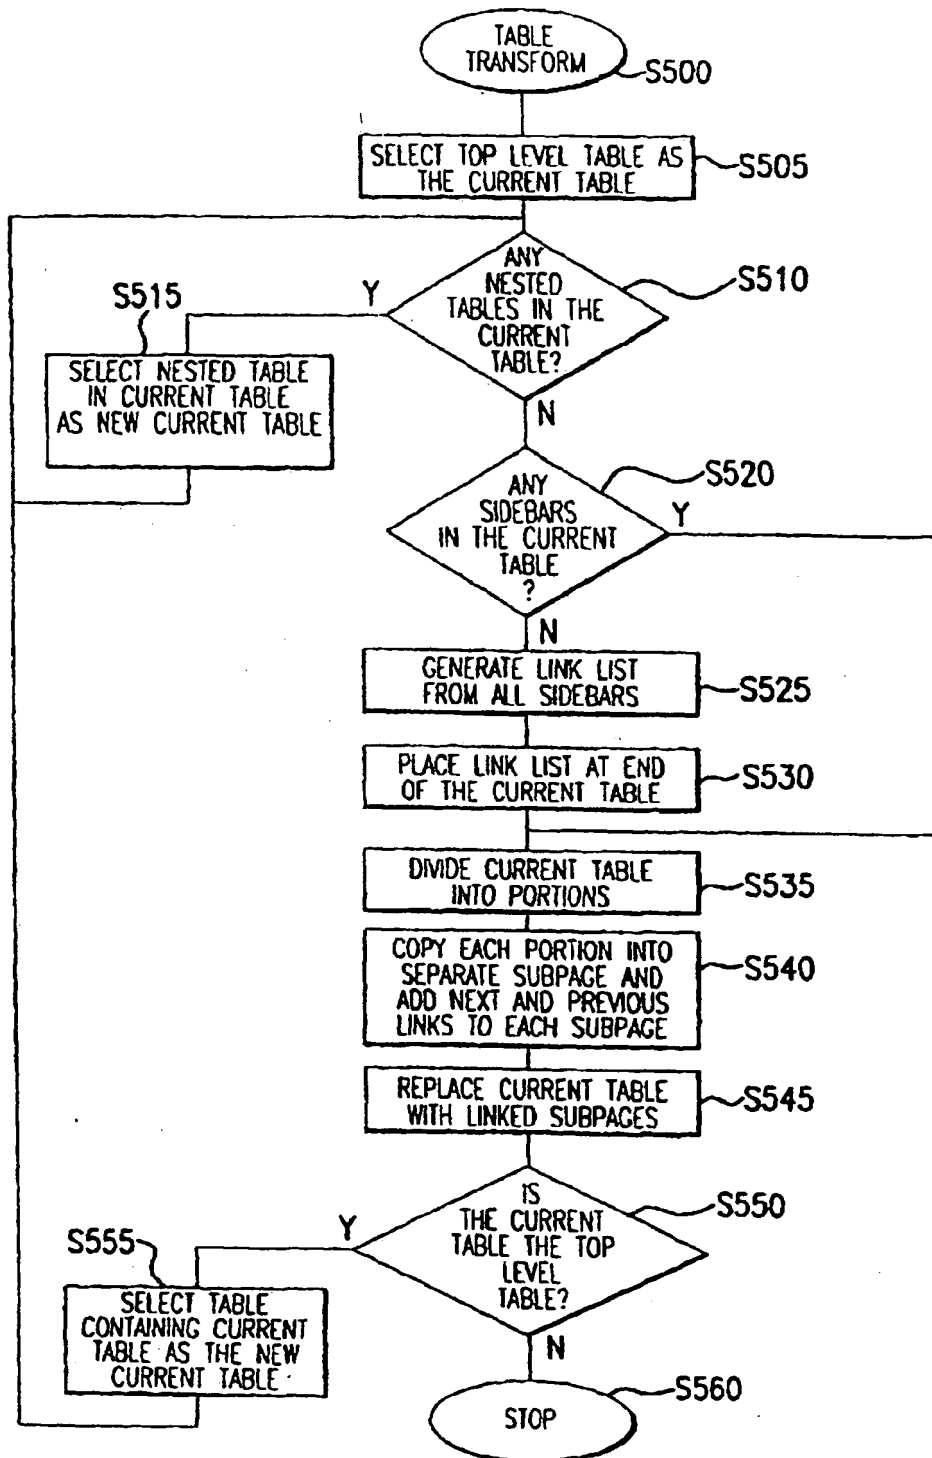 TABLE
TRANSFORM
S500
SELECT TOP LEVEL TABLE AS
THE CURRENT TABLE
S505
ANY
NESTED
TABLES IN THE
CURRENT
TABLE?
S510
Y
S515
SELECT NESTED TABLE
IN CURRENT TABLE
AS NEW CURRENT TABLE
N
ANY
SIDEBARS
IN THE CURRENT
TABLE
?
S520
Y
N
GENERATE LINK LIST
FROM ALL SIDEBARS
S525
PLACE LINK LIST AT END
OF THE CURRENT TABLE
S530
DIVIDE CURRENT TABLE
INTO PORTIONS
S535
COPY EACH PORTION INTO
SEPARATE SUBPAGE AND
ADD NEXT AND PREVIOUS
LINKS TO EACH SUBPAGE
S540
REPLACE CURRENT TABLE
WITH LINKED SUBPAGES
S545
IS
THE CURRENT
TABLE THE TOP
LEVEL
TABLE?
S550
Y
S555
SELECT TABLE
CONTAINING CURRENT
TABLE AS THE NEW
CURRENT TABLE
N
STOP
S560